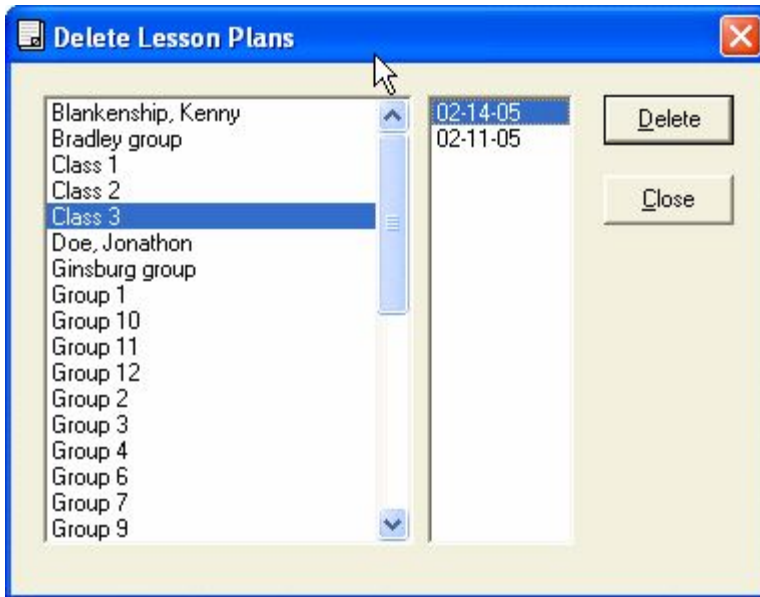 Delete Lesson Plans
Blankenship, Kenny
Bradley group
Class 1
Class 2
Class 3
Doe, Jonathon
Ginsburg group
Group 1
Group 10
Group 11
Group 12
Group 2
Group 3
Group 4
Group 6
Group 7
Group 9
02-14-05
02-11-05
Delete
Close